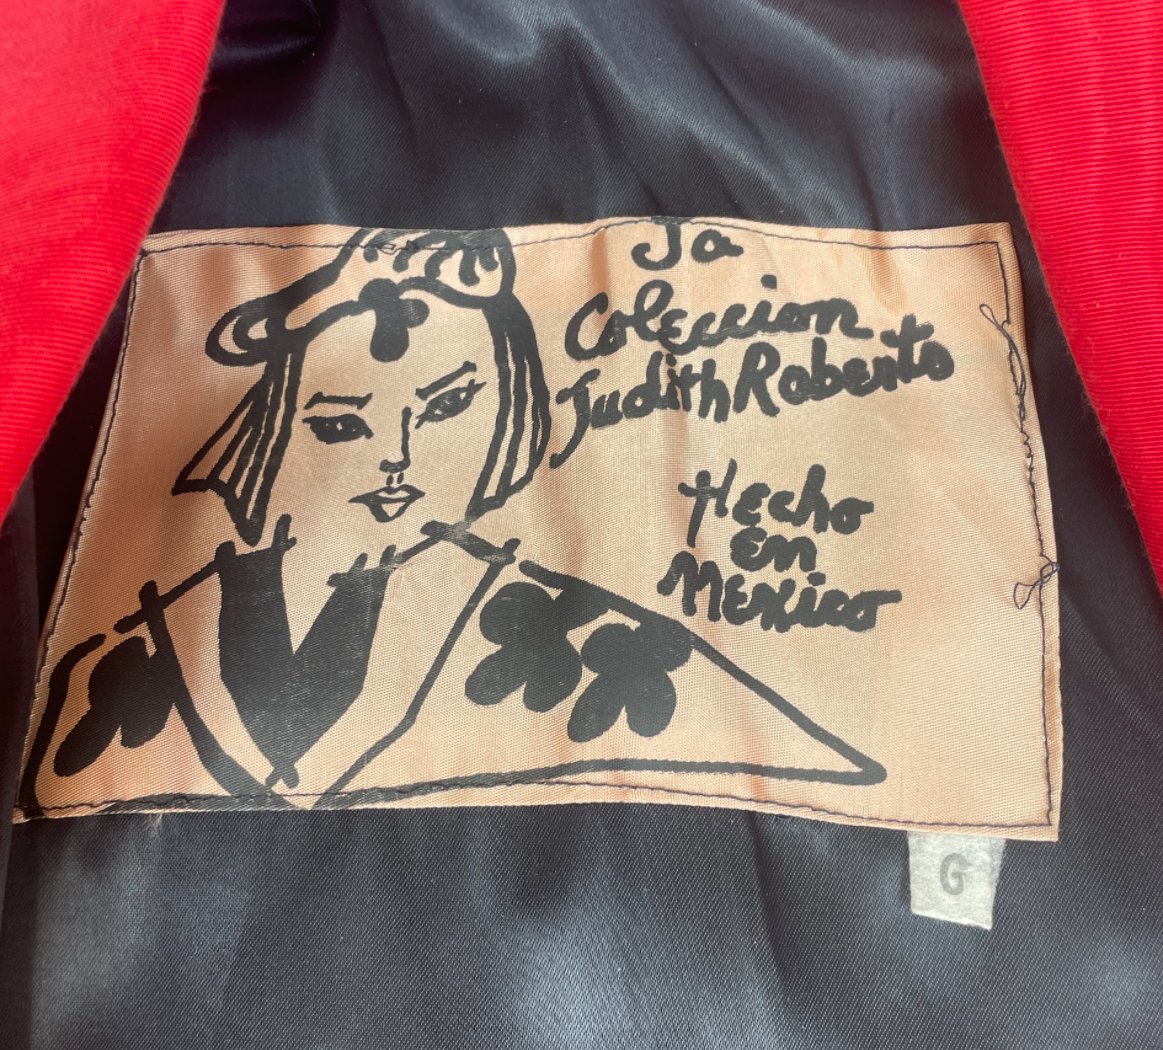 La
Coleccion
Judith Roberts
Hecho
En
Mexico
G